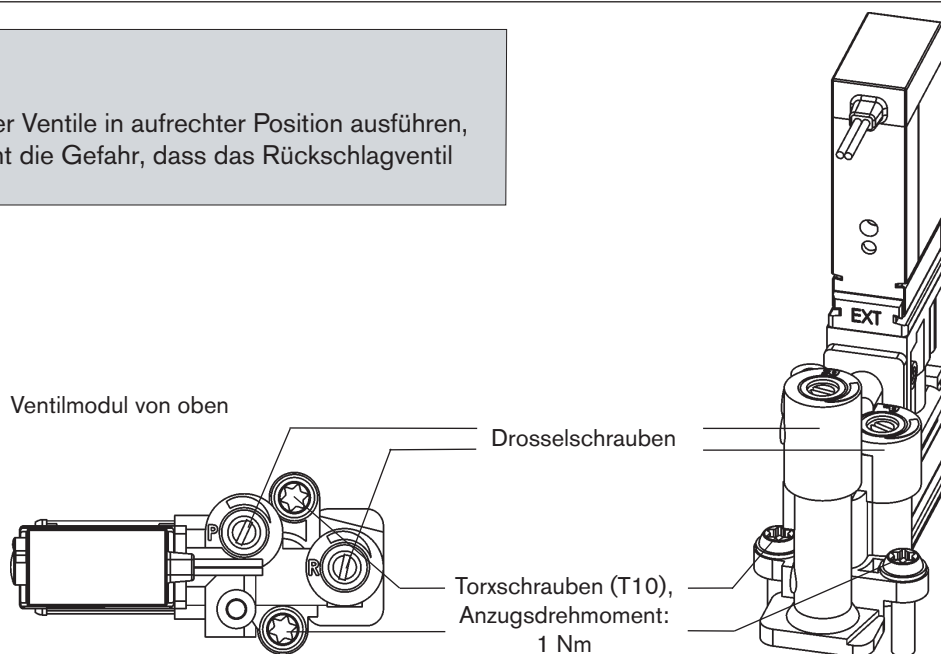 er Ventile in aufrechter Position ausführen,
nt die Gefahr, dass das Rückschlagventil
EXT
Ventilmodul von oben
Drosselschrauben
P
R
Torxschrauben (T10),
Anzugsdrehmoment:
1 Nm